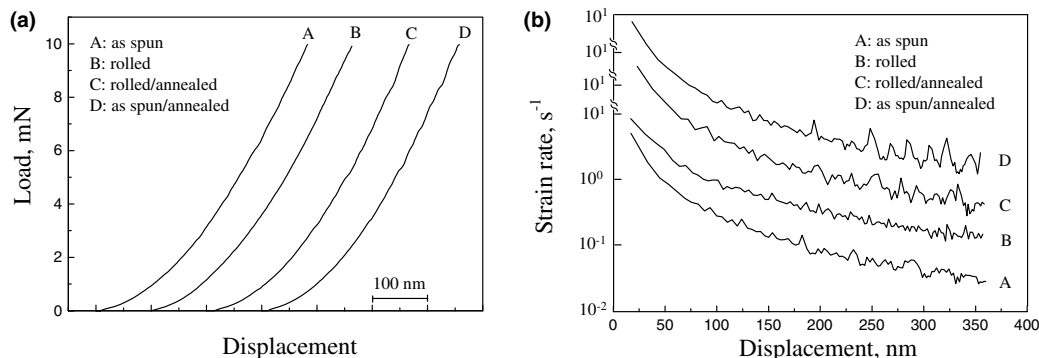 (a)
A B C D
A: as spun
B: rolled
C: rolled/annealed
D: as spun/annealed
10
8
6
4
2
0
Load, mN
100 nm
Displacement
(b)
A: as spun
B: rolled
C: rolled/annealed
D: as spun/annealed
10¹
10¹
10¹
10¹
10⁰
10⁻¹
10⁻²
Strain rate, s⁻¹
D
C
B
A
0 50 100 150 200 250 300 350 400
Displacement, nm